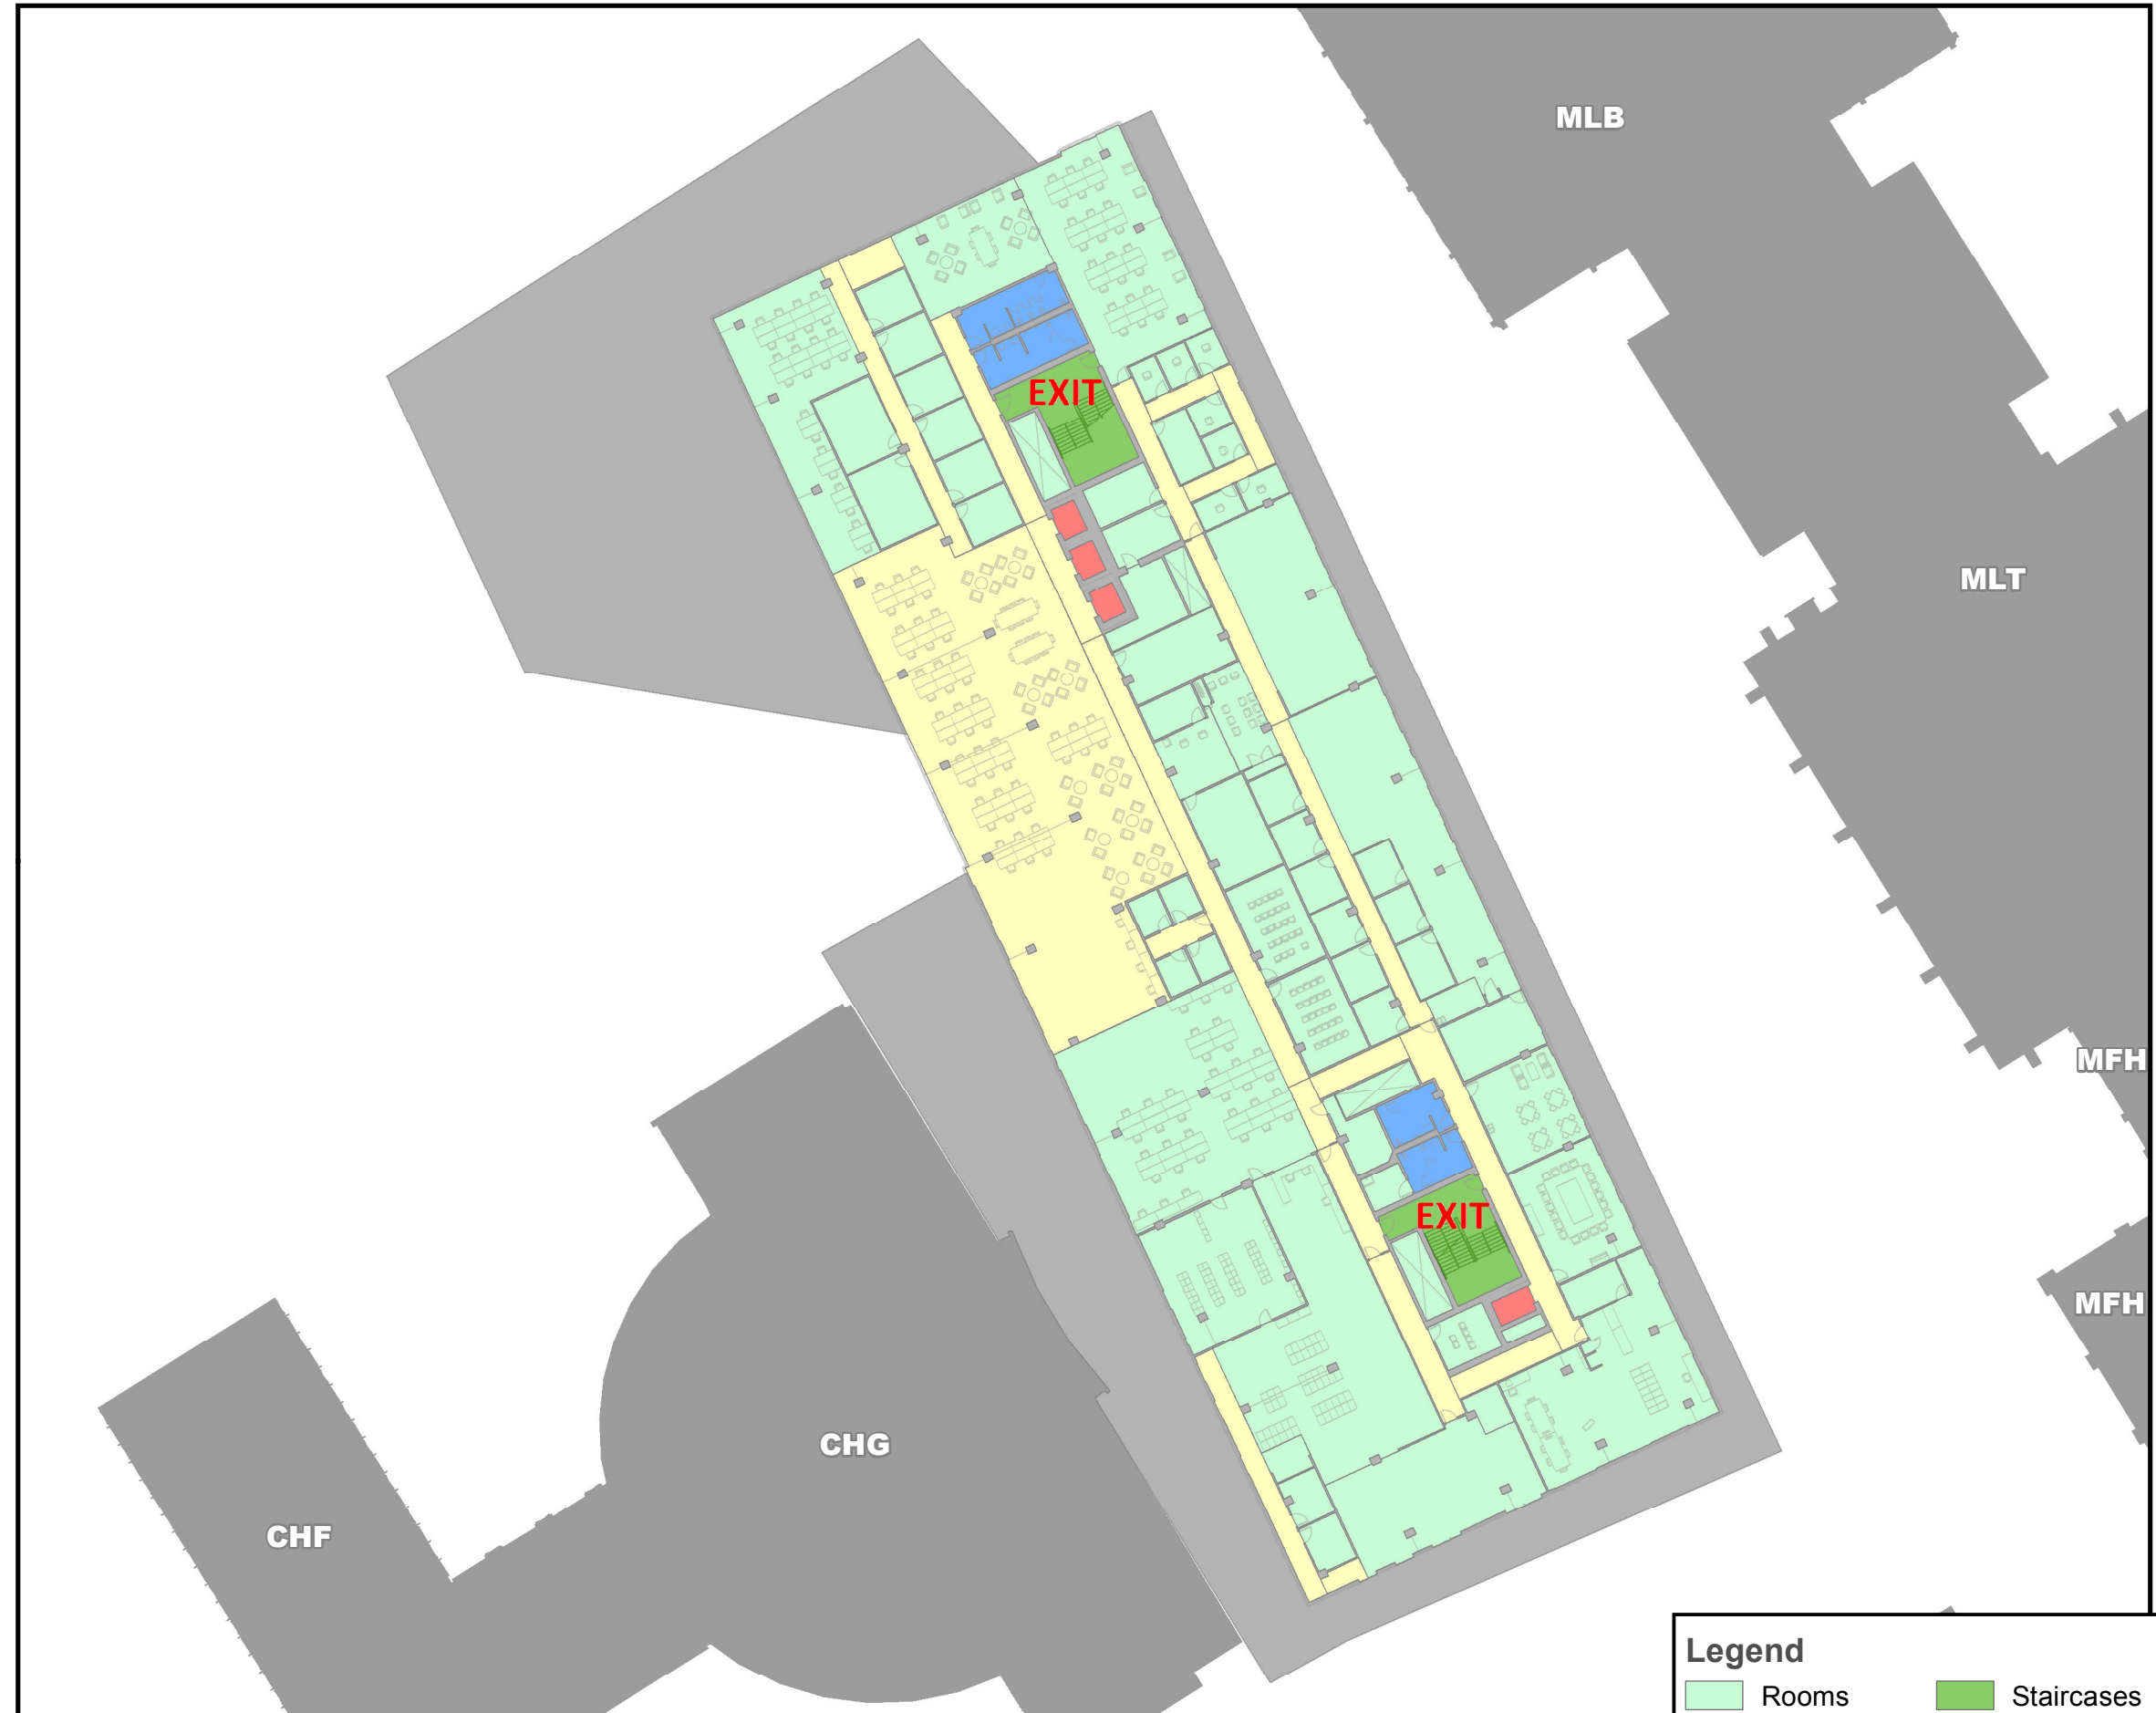 MLB
EXIT
MLT
MFH
EXIT
MFH
CHG
CHF
Legend
Rooms
Staircases